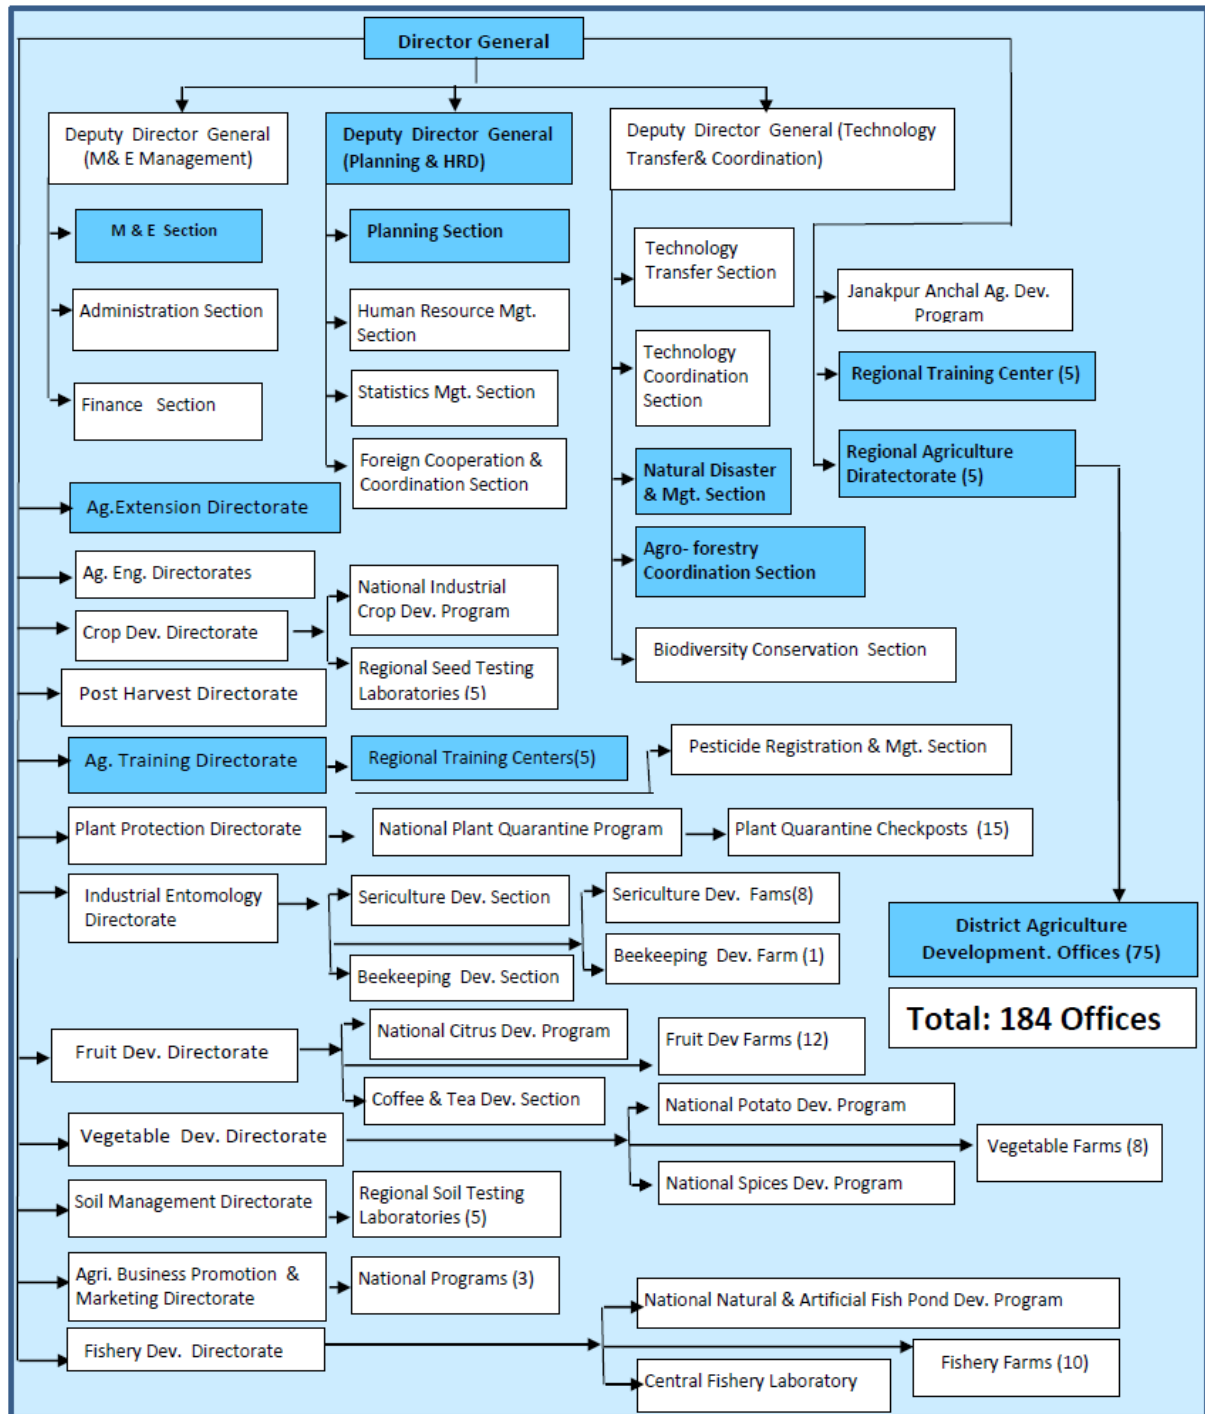 Director General
Deputy Director General
(M& E Management)
Deputy Director General
(Planning & HRD)
Deputy Director General (Technology
Transfer& Coordination)
M & E Section
Planning Section
Technology
Transfer Section
Janakpur Anchal Ag. Dev.
Program
Administration Section
Human Resource Mgt.
Section
Technology
Coordination
Section
Regional Training Center (5)
Finance Section
Statistics Mgt. Section
Foreign Cooperation &
Coordination Section
Natural Disaster
& Mgt. Section
Regional Agriculture
Diratectorate (5)
Ag.Extension Directorate
Agro- forestry
Coordination Section
Ag. Eng. Directorates
National Industrial
Crop Dev. Program
Crop Dev. Directorate
Regional Seed Testing
Laboratories (5)
Biodiversity Conservation Section
Post Harvest Directorate
Ag. Training Directorate
Regional Training Centers(5)
Pesticide Registration & Mgt. Section
Plant Protection Directorate
National Plant Quarantine Program
Plant Quarantine Checkposts (15)
Industrial Entomology
Directorate
Sericulture Dev. Section
Sericulture Dev. Fams(8)
Beekeeping Dev. Section
Beekeeping Dev. Farm (1)
District Agriculture
Development. Offices (75)
Total: 184 Offices
Fruit Dev. Directorate
National Citrus Dev. Program
Fruit Dev Farms (12)
Coffee & Tea Dev. Section
Vegetable Dev. Directorate
National Potato Dev. Program
Vegetable Farms (8)
National Spices Dev. Program
Soil Management Directorate
Regional Soil Testing
Laboratories (5)
Agri. Business Promotion &
Marketing Directorate
National Programs (3)
National Natural & Artificial Fish Pond Dev. Program
Fishery Dev. Directorate
Fishery Farms (10)
Central Fishery Laboratory